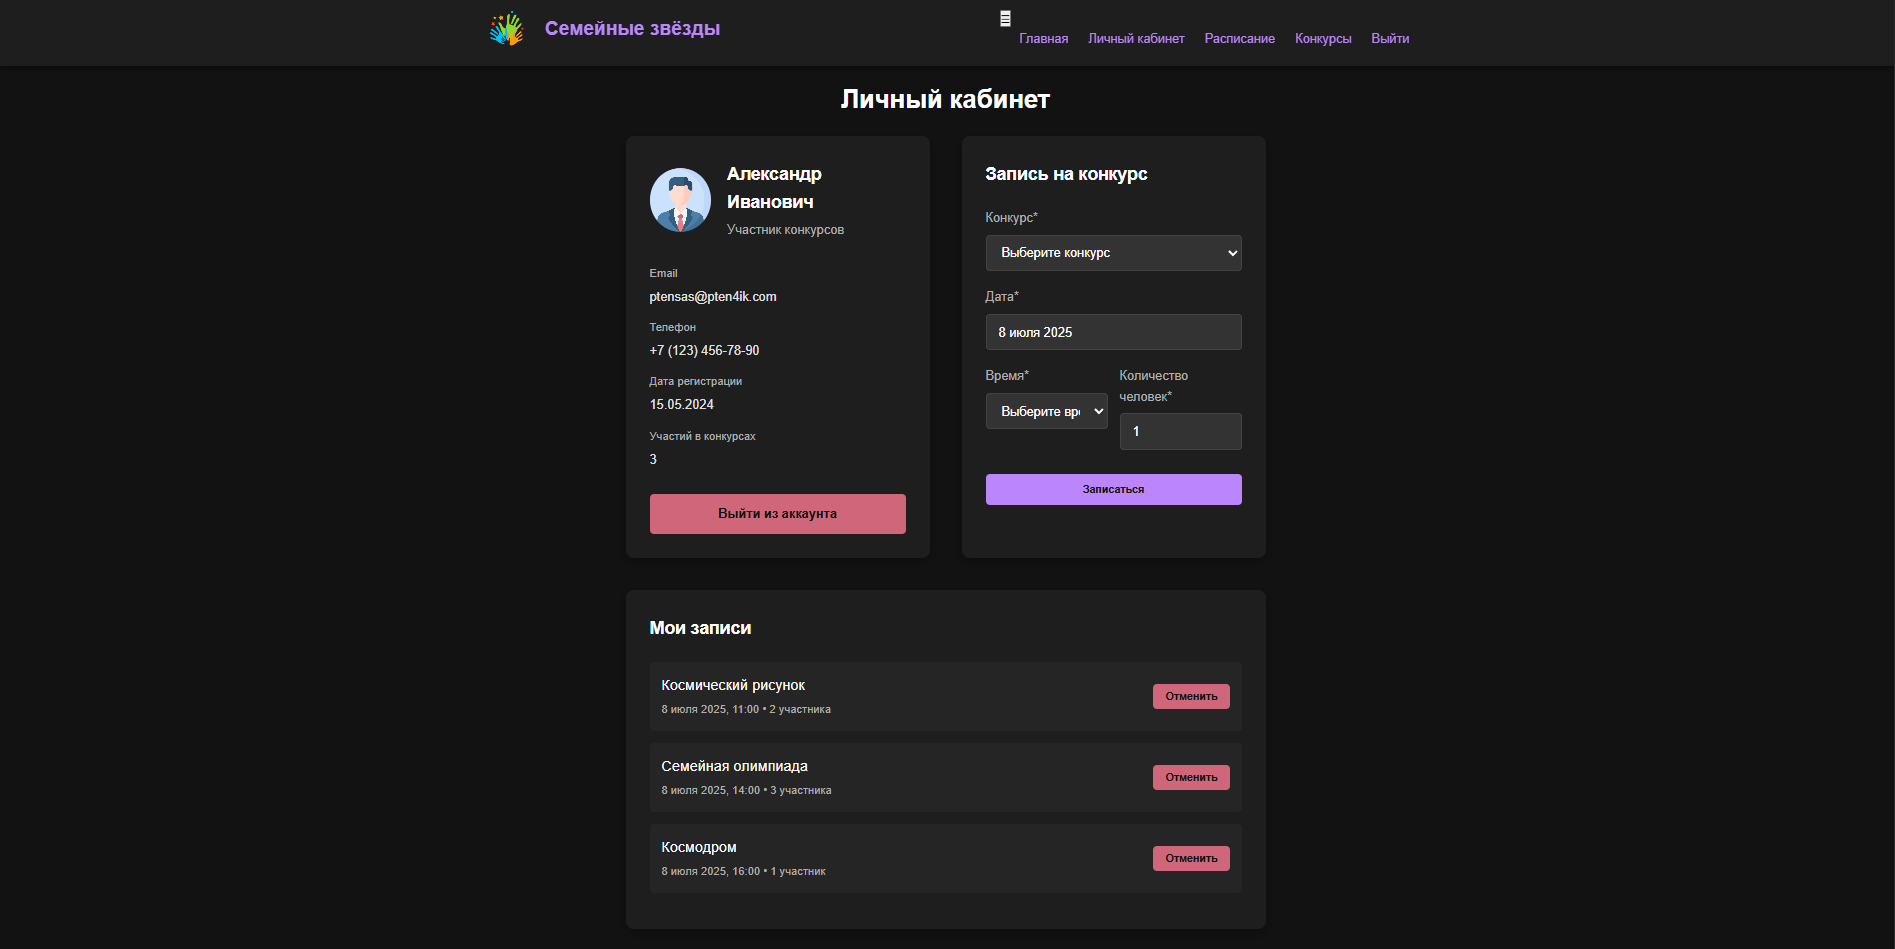 Семейные звёзды
Главная Личный кабинет Расписание Конкурсы Выйти
Личный кабинет
Александр
Иванович
Участник конкурсов
Email
ptensas@pten4ik.com
Телефон
+7 (123) 456-78-90
Дата регистрации
15.05.2024
Участий в конкурсах
3
Выйти из аккаунта
Запись на конкурс
Конкурс*
Выберите конкурс
Дата*
8 июля 2025
Время*
Выберите вр
Количество
человек*
1
Записаться
Мои записи
Космический рисунок
8 июля 2025, 11:00 • 2 участника
Отменить
Семейная олимпиада
8 июля 2025, 14:00 • 3 участника
Отменить
Космодром
8 июля 2025, 16:00 • 1 участник
Отменить